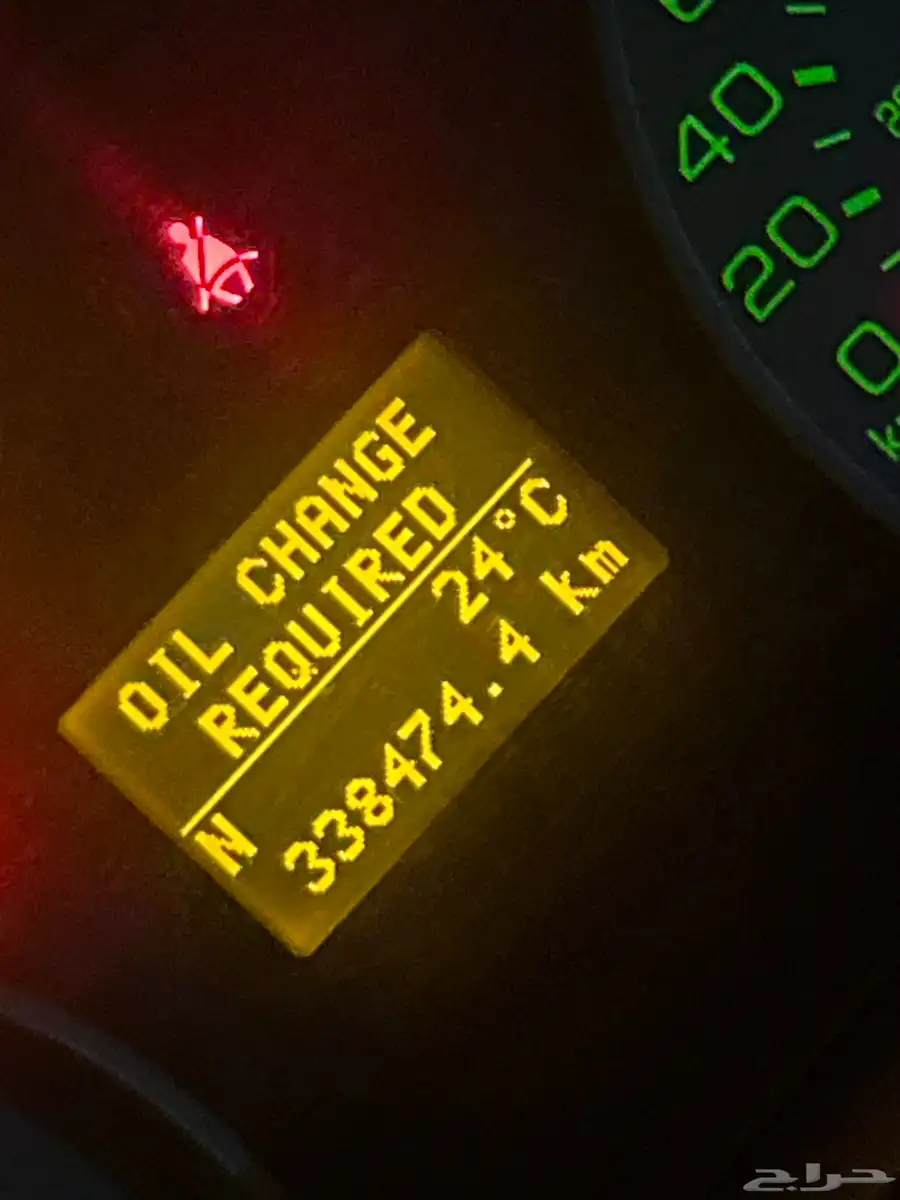 OIL CHANGE
REQUIRED
24°C
N 338474.4 km
40
20
0
حراج